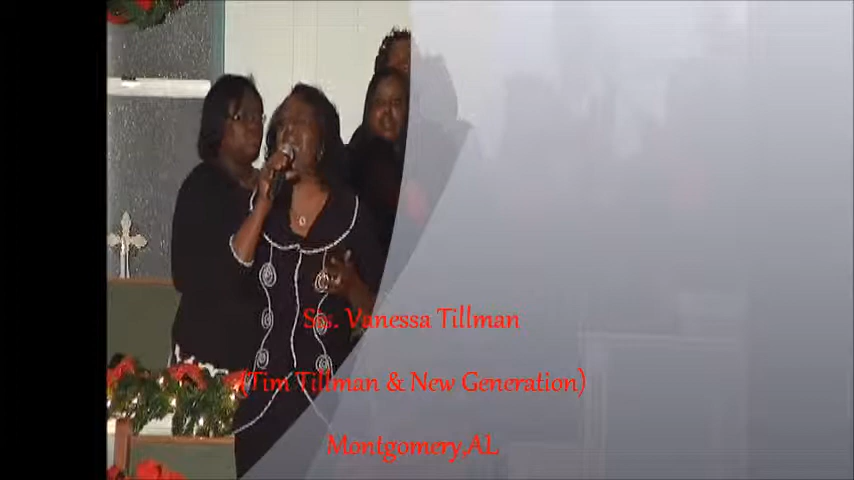 Sis. Vanessa Tillman
(Tim Tillman & New Generation)
Montgomery,AL